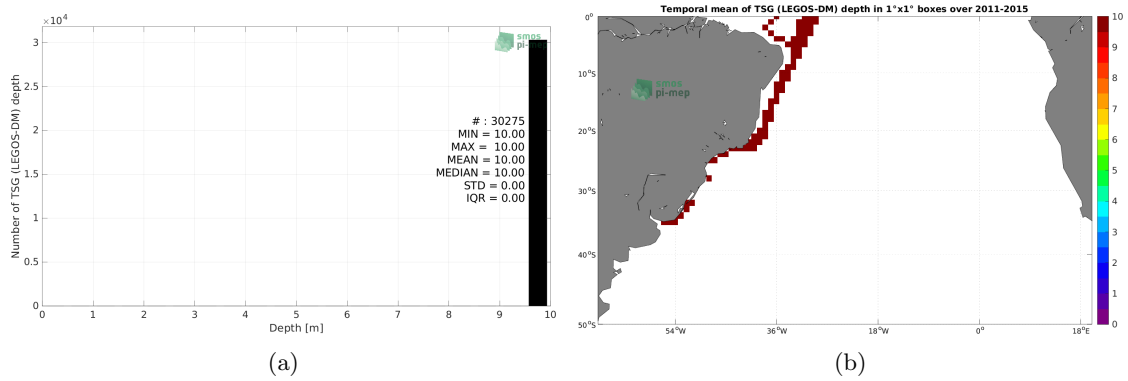 ×10⁴
3
2.5
2
1.5
1
0.5
0
Number of TSG (LEGOS-DM) depth
smos
pi-mep
# : 30275
MIN = 10.00
MAX = 10.00
MEAN = 10.00
MEDIAN = 10.00
STD = 0.00
IQR = 0.00
0 1 2 3 4 5 6 7 8 9 10
Depth [m]
(a)
Temporal mean of TSG (LEGOS-DM) depth in 1°x1° boxes over 2011-2015
0°
10°S
20°S
30°S
40°S
50°S
smos
pi-mep
54°W 36°W 18°W 0° 18°E
10
9
8
7
6
5
4
3
2
1
0
(b)